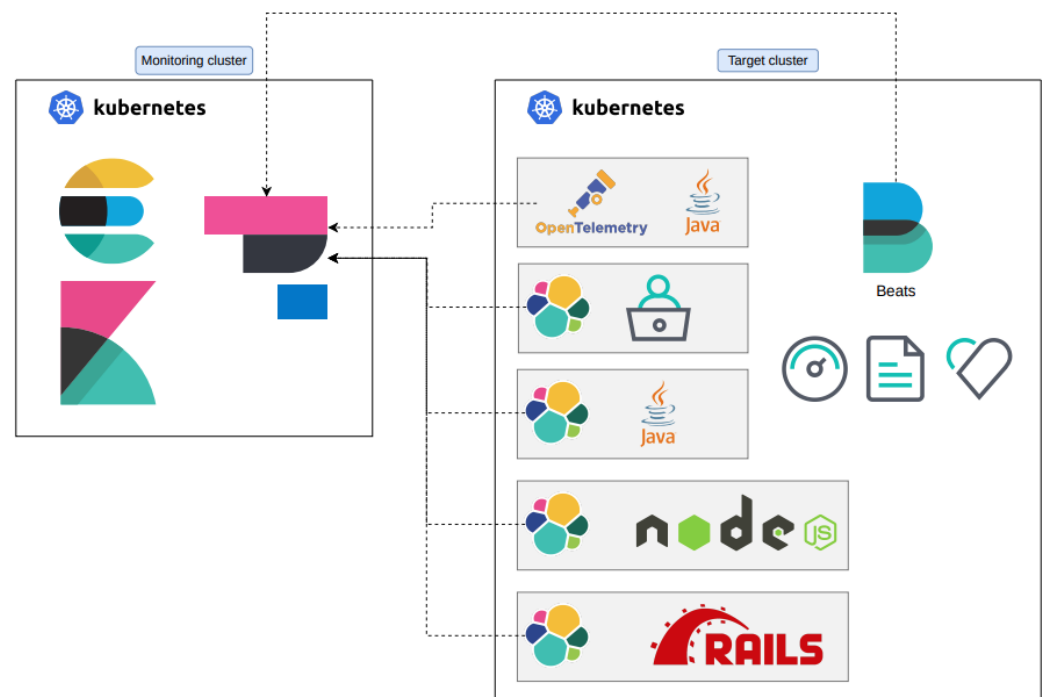 Monitoring cluster
Target cluster
kubernetes
kubernetes
OpenTelemetry
Java
Beats
Java
node
JS
RAILS